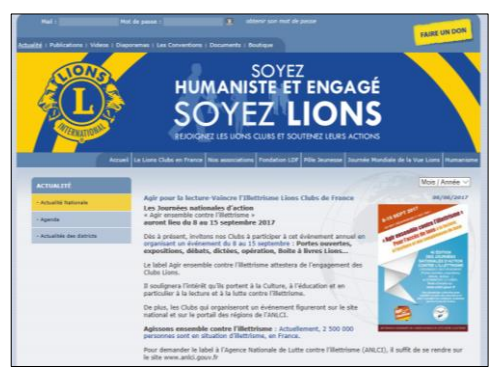 Mail :
Mot de passe :
obtenir son mot de passe
FAIRE UN DON
Actualité | Publications | Videos | Diaporamas | Les Conventions | Documents | Boutique
LIONS
L
INTERNATIONAL
SOYEZ
HUMANISTE ET ENGAGÉ
SOYEZ LIONS
REJOIGNEZ LES LIONS CLUBS ET SOUTENEZ LEURS ACTIONS
Accueil | Le Lions Clubs en France | Nos associations | Fondation LDF | Pôle Jeunesse | Journée Mondiale de la Vue Lions | Humanisme
ACTUALITÉ
- Actualité Nationale
- Agenda
- Actualités des districts
Mois / Année
Agir pour la lecture-Vaincre l'illettrisme Lions Clubs de France
06/06/2017
Les Journées nationales d'action
« Agir ensemble contre l'illettrisme »
auront lieu du 8 au 15 septembre 2017
Dès à présent, invitons nos Clubs à participer à cet événement annuel en
organisant un événement du 8 au 15 septembre : Portes ouvertes,
expositions, débats, dictées, opération, Boite à livres Lions...
Le label Agir ensemble contre l'illettrisme attestera de l'engagement des
Clubs Lions.
Il soulignera l'intérêt qu'ils portent à la Culture, à l'éducation et en
particulier à la lecture et à la lutte contre l'illettrisme.
De plus, les Clubs qui organiseront un événement figureront sur le site
national et sur le portail des régions de l'ANLCI.
Agissons ensemble contre l'illettrisme : Actuellement, 2 500 000
personnes sont en situation d'illettrisme, en France.
Pour demander le label à l'Agence Nationale de Lutte contre l'illettrisme (ANLCI), il suffit de se rendre sur
le site www.anlci.gouv.fr
8-15 SEPT 2017
« Agir ensemble contre l'illettrisme »